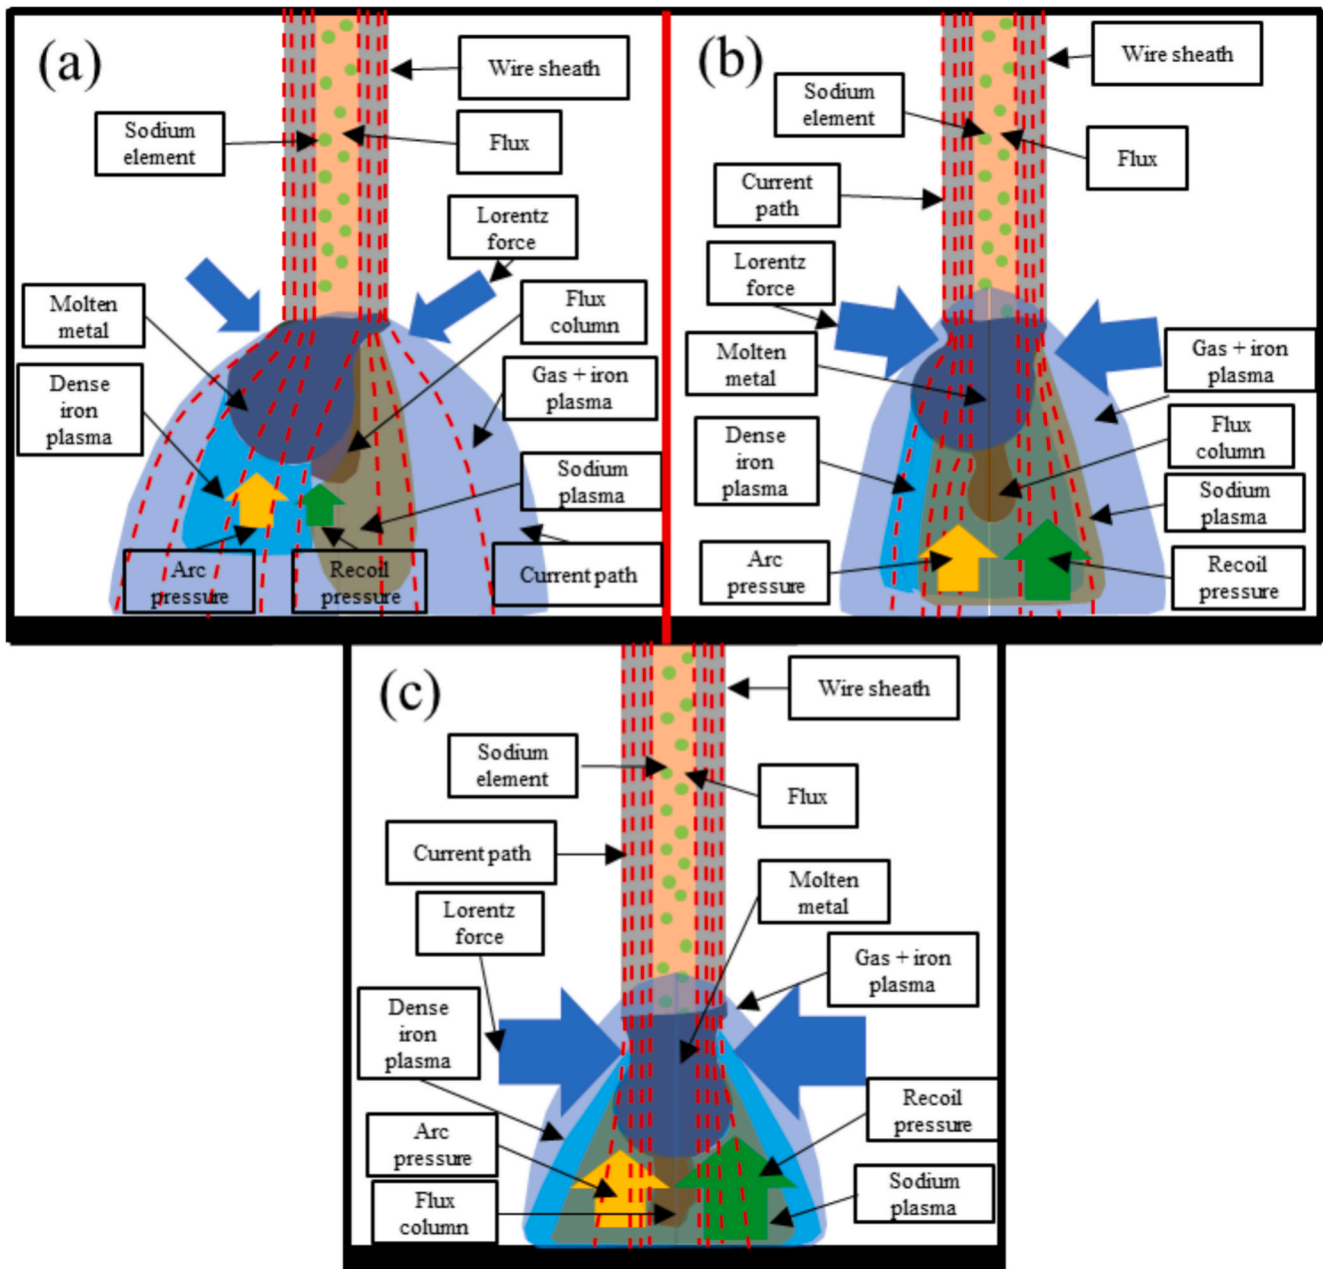 (a)
Wire sheath
Sodium
element
Flux
Lorentz
force
Molten
metal
Flux
column
Dense
iron
plasma
Gas + iron
plasma
Sodium
plasma
Arc
pressure
Recoil
pressure
Current path
(b)
Wire sheath
Sodium
element
Flux
Current
path
Lorentz
force
Molten
metal
Gas + iron
plasma
Dense
iron
plasma
Flux
column
Sodium
plasma
Arc
pressure
Recoil
pressure
(c)
Wire sheath
Sodium
element
Flux
Current path
Molten
metal
Lorentz
force
Gas + iron
plasma
Dense
iron
plasma
Recoil
pressure
Arc
pressure
Sodium
plasma
Flux
column